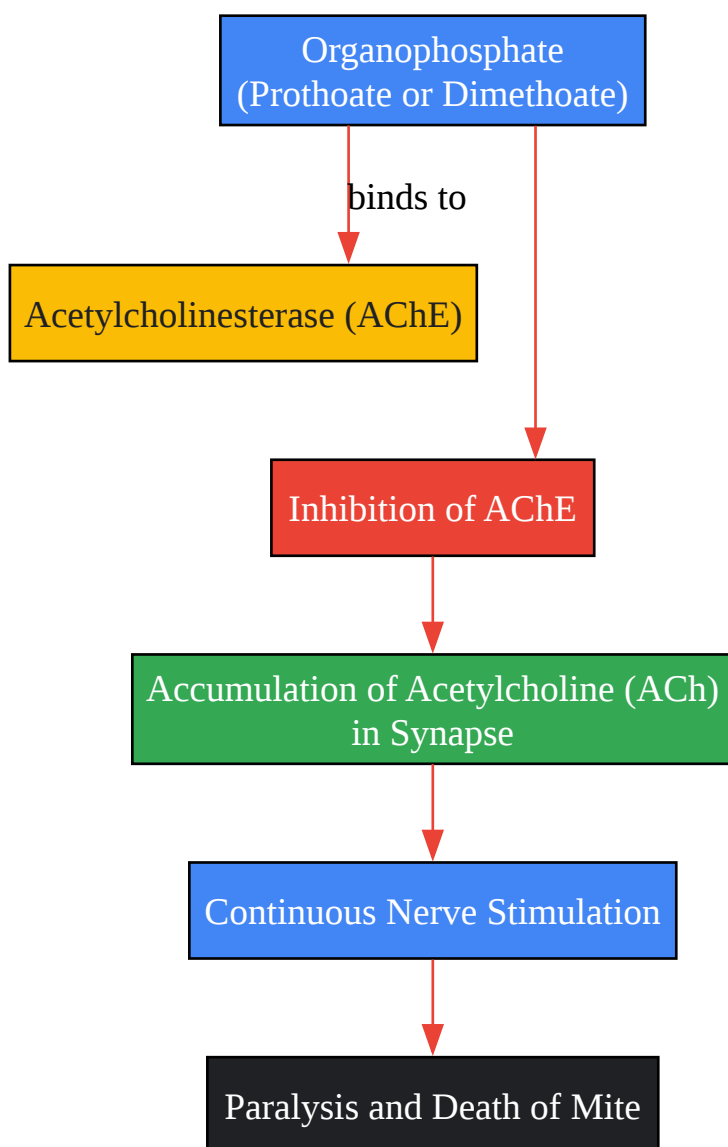 Organophosphate
(Prothoate or Dimethoate)
binds to
Acetylcholinesterase (AChE)
Inhibition of AChE
Accumulation of Acetylcholine (ACh)
in Synapse
Continuous Nerve Stimulation
Paralysis and Death of Mite